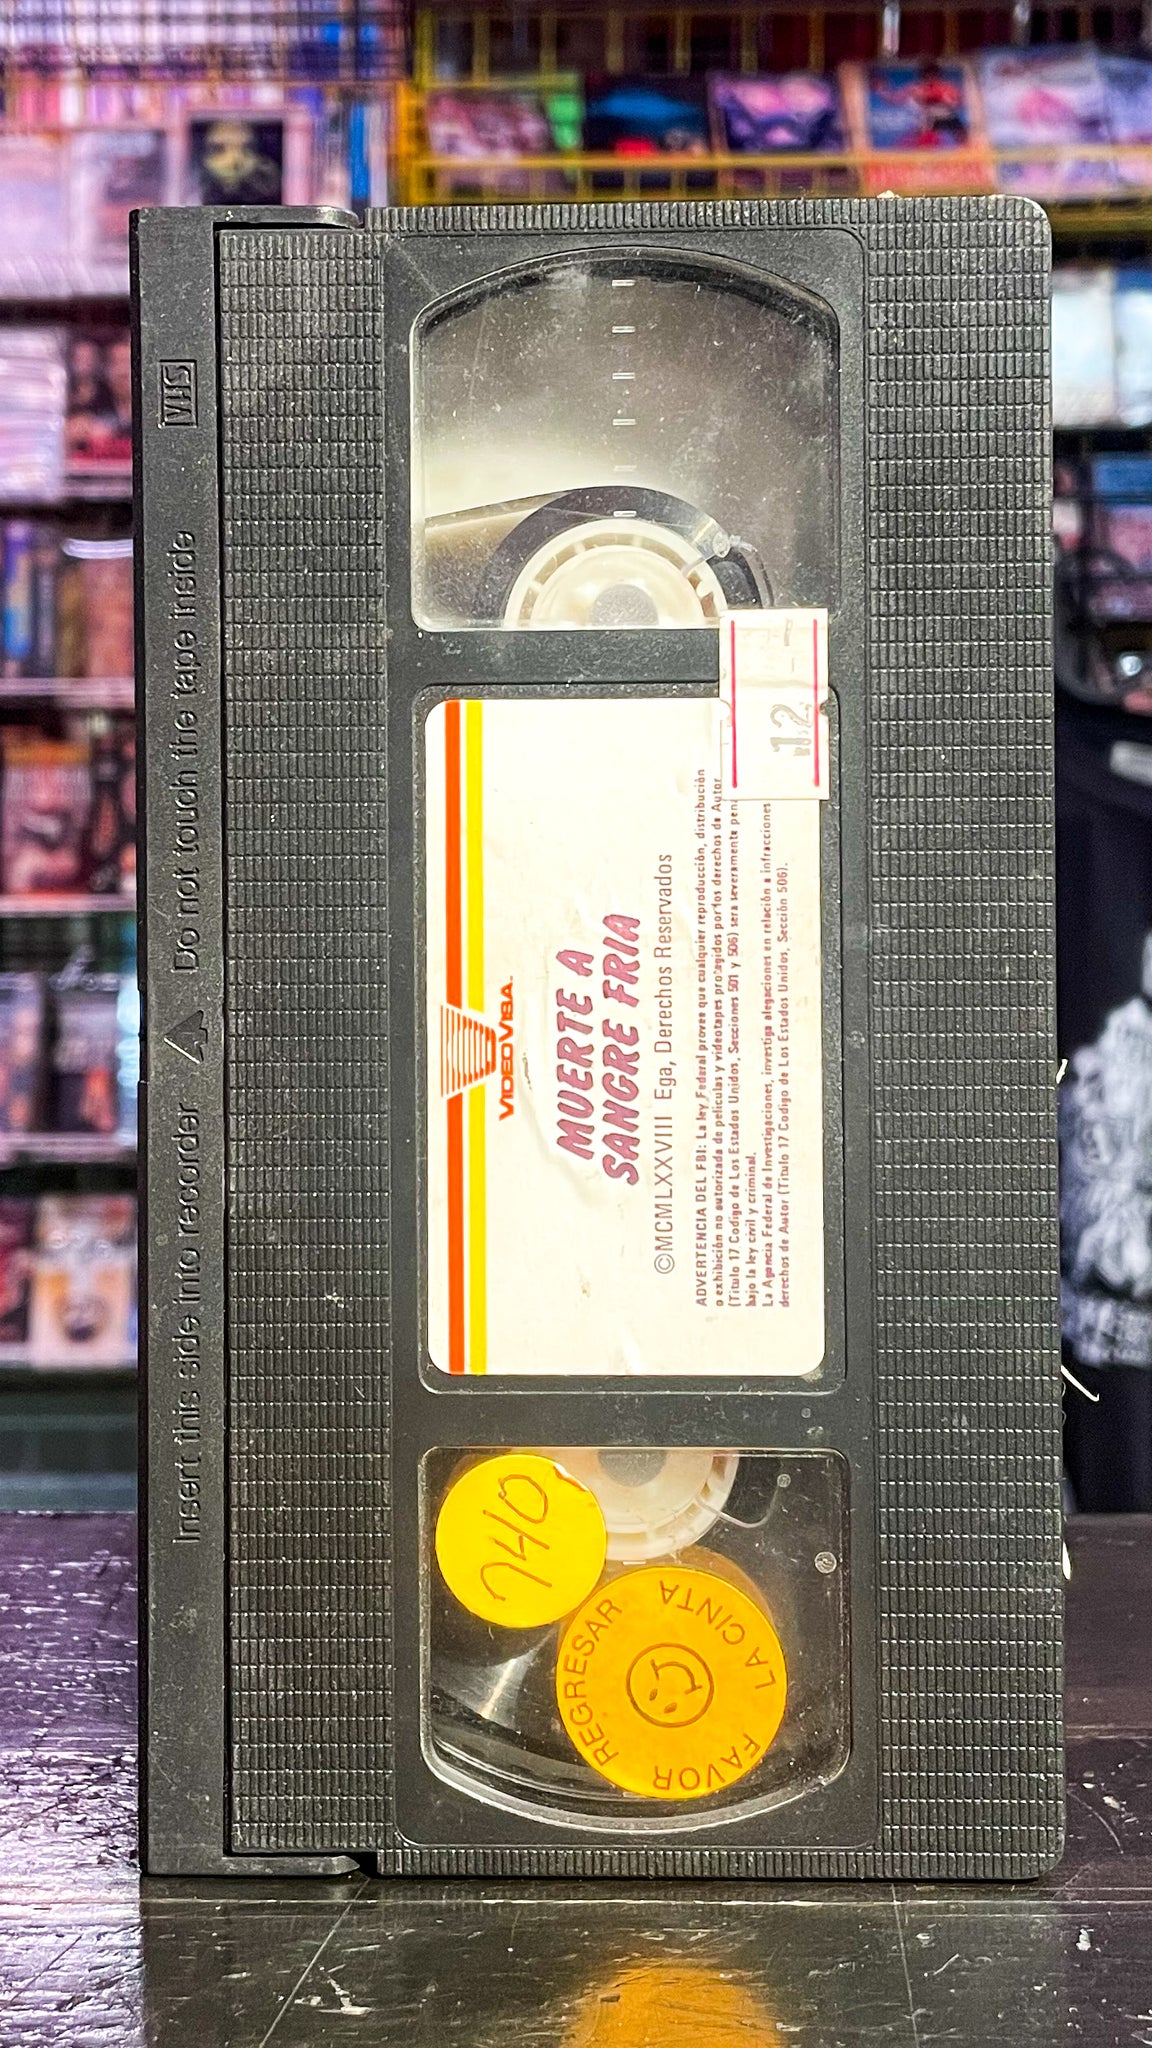 VHS
Insert this side into recorder Do not touch the tape inside
VIDEOVISA.
MUERTE A
SANGRE FRIA
©MCMLXXVIII Ega, Derechos Reservados
ADVERTENCIA DEL FBI: La ley Federal provee que cualquier reproducción, distribución
o exhibición no autorizada de peliculas y videotapes protegidos por los derechos de Autor
(Titulo 17 Codigo de Los Estados Unidos, Secciones 501 y 506) sera severamente pena
bajo la ley civil y criminal.
La Agencia Federal de Investigaciones, investiga alegaciones en relación a infracciones
derechos de Autor (Titulo 17 Codigo de Los Estados Unidos, Sección 506).
12
740
FAVOR REGRESAR LA CINTA